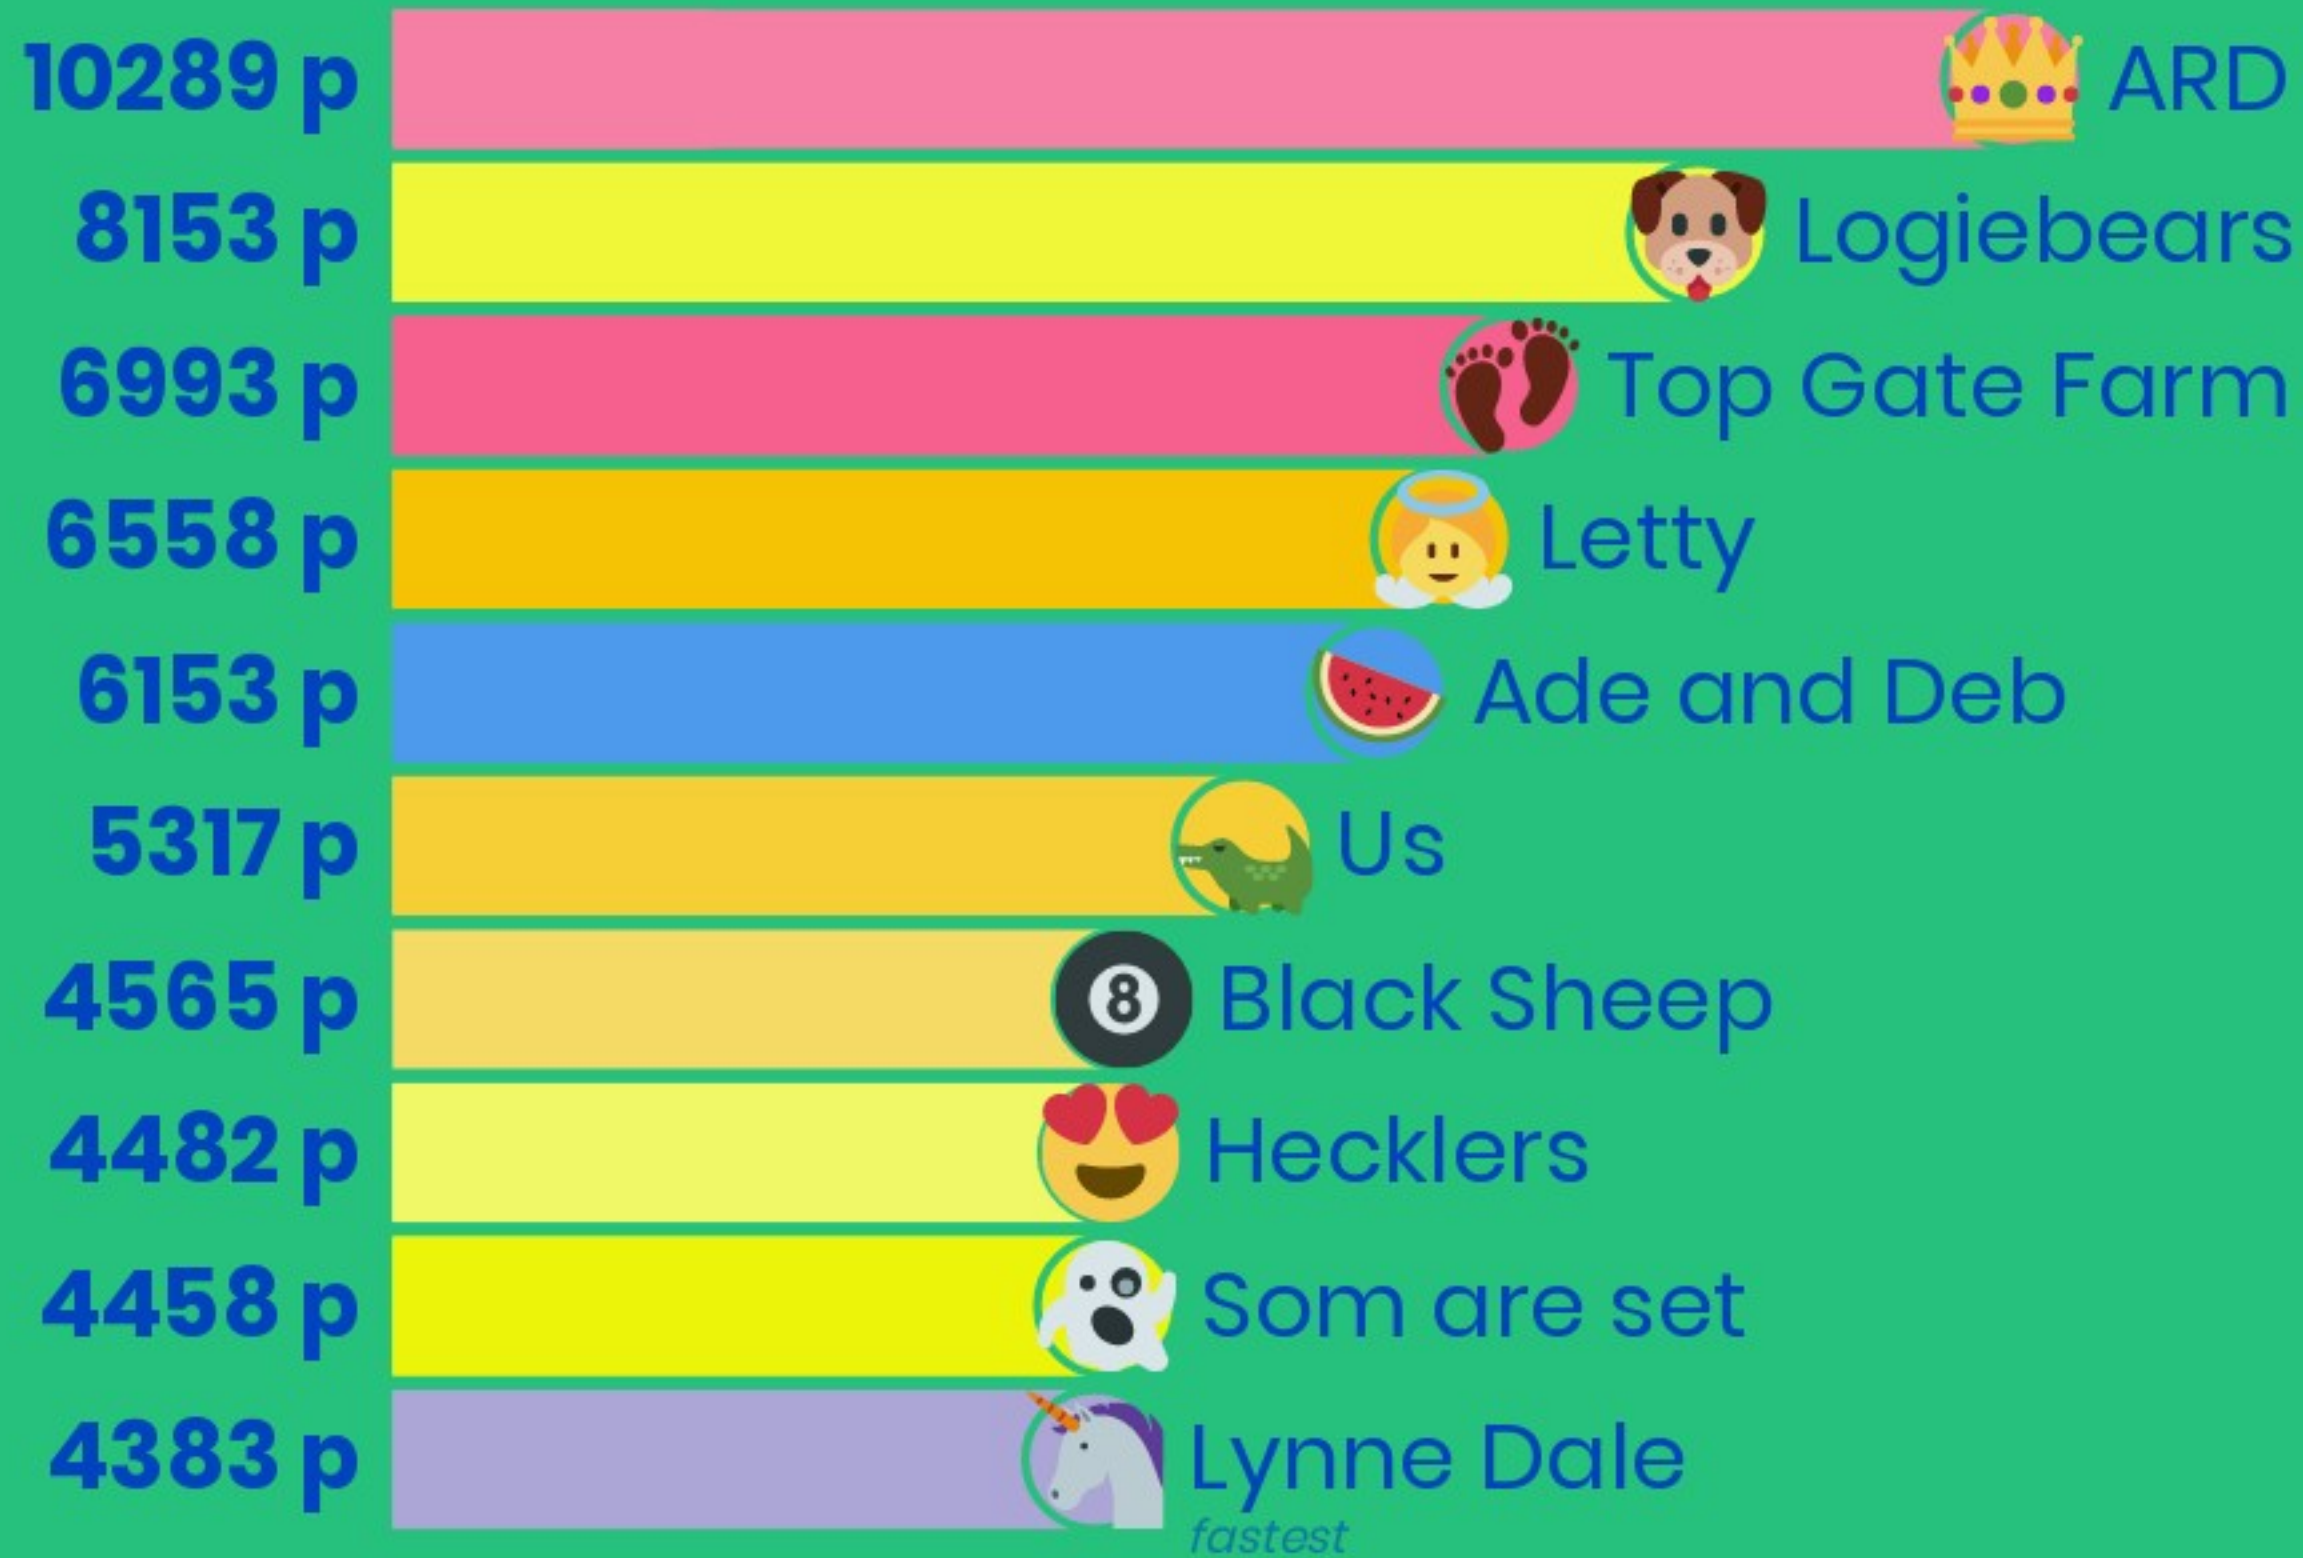 10289 p ARD
8153 p Logiebears
6993 p Top Gate Farm
6558 p Letty
6153 p Ade and Deb
5317 p Us
4565 p 8 Black Sheep
4482 p Hecklers
4458 p Som are set
4383 p Lynne Dale
fastest